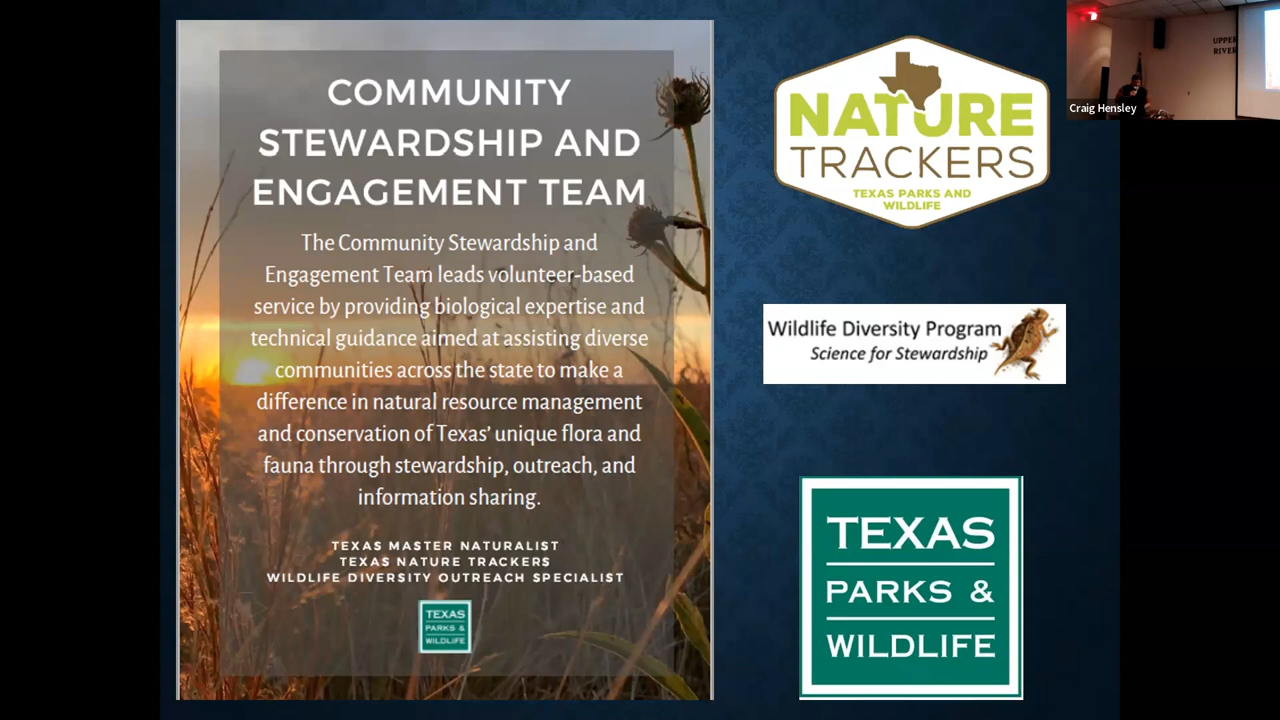 COMMUNITY
STEWARDSHIP AND
ENGAGEMENT TEAM
The Community Stewardship and
Engagement Team leads volunteer-based
service by providing biological expertise and
technical guidance aimed at assisting diverse
communities across the state to make a
difference in natural resource management
and conservation of Texas’ unique flora and
fauna through stewardship, outreach, and
information sharing.
TEXAS MASTER NATURALIST
TEXAS NATURE TRACKERS
WILDLIFE DIVERSITY OUTREACH SPECIALIST
TEXAS
PARKS &
WILDLIFE
NATURE
TRACKERS
TEXAS PARKS AND
WILDLIFE
Wildlife Diversity Program
Science for Stewardship
TEXAS
PARKS &
WILDLIFE
UPPER
RIVER
Craig Hensley